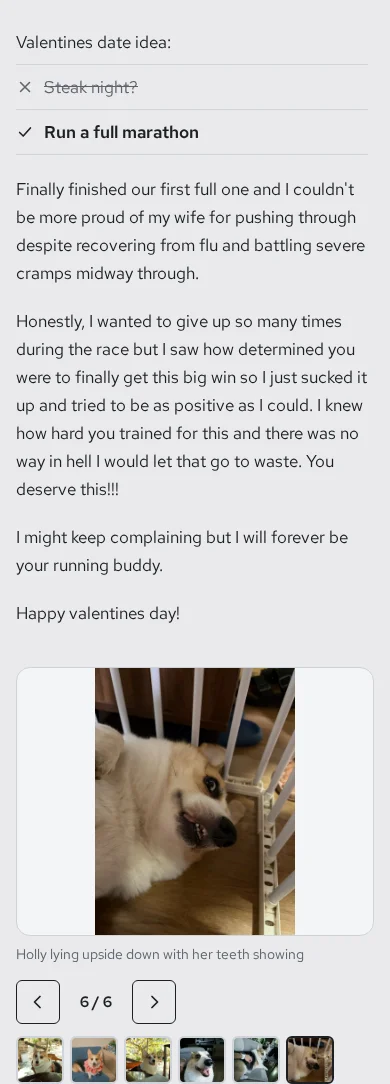 Valentines date idea:
Steak night?
Run a full marathon
Finally finished our first full one and I couldn't
be more proud of my wife for pushing through
despite recovering from flu and battling severe
cramps midway through.
Honestly, I wanted to give up so many times
during the race but I saw how determined you
were to finally get this big win so I just sucked it
up and tried to be as positive as I could. I knew
how hard you trained for this and there was no
way in hell I would let that go to waste. You
deserve this!!!
I might keep complaining but I will forever be
your running buddy.
Happy valentines day!
Holly lying upside down with her teeth showing
6 / 6